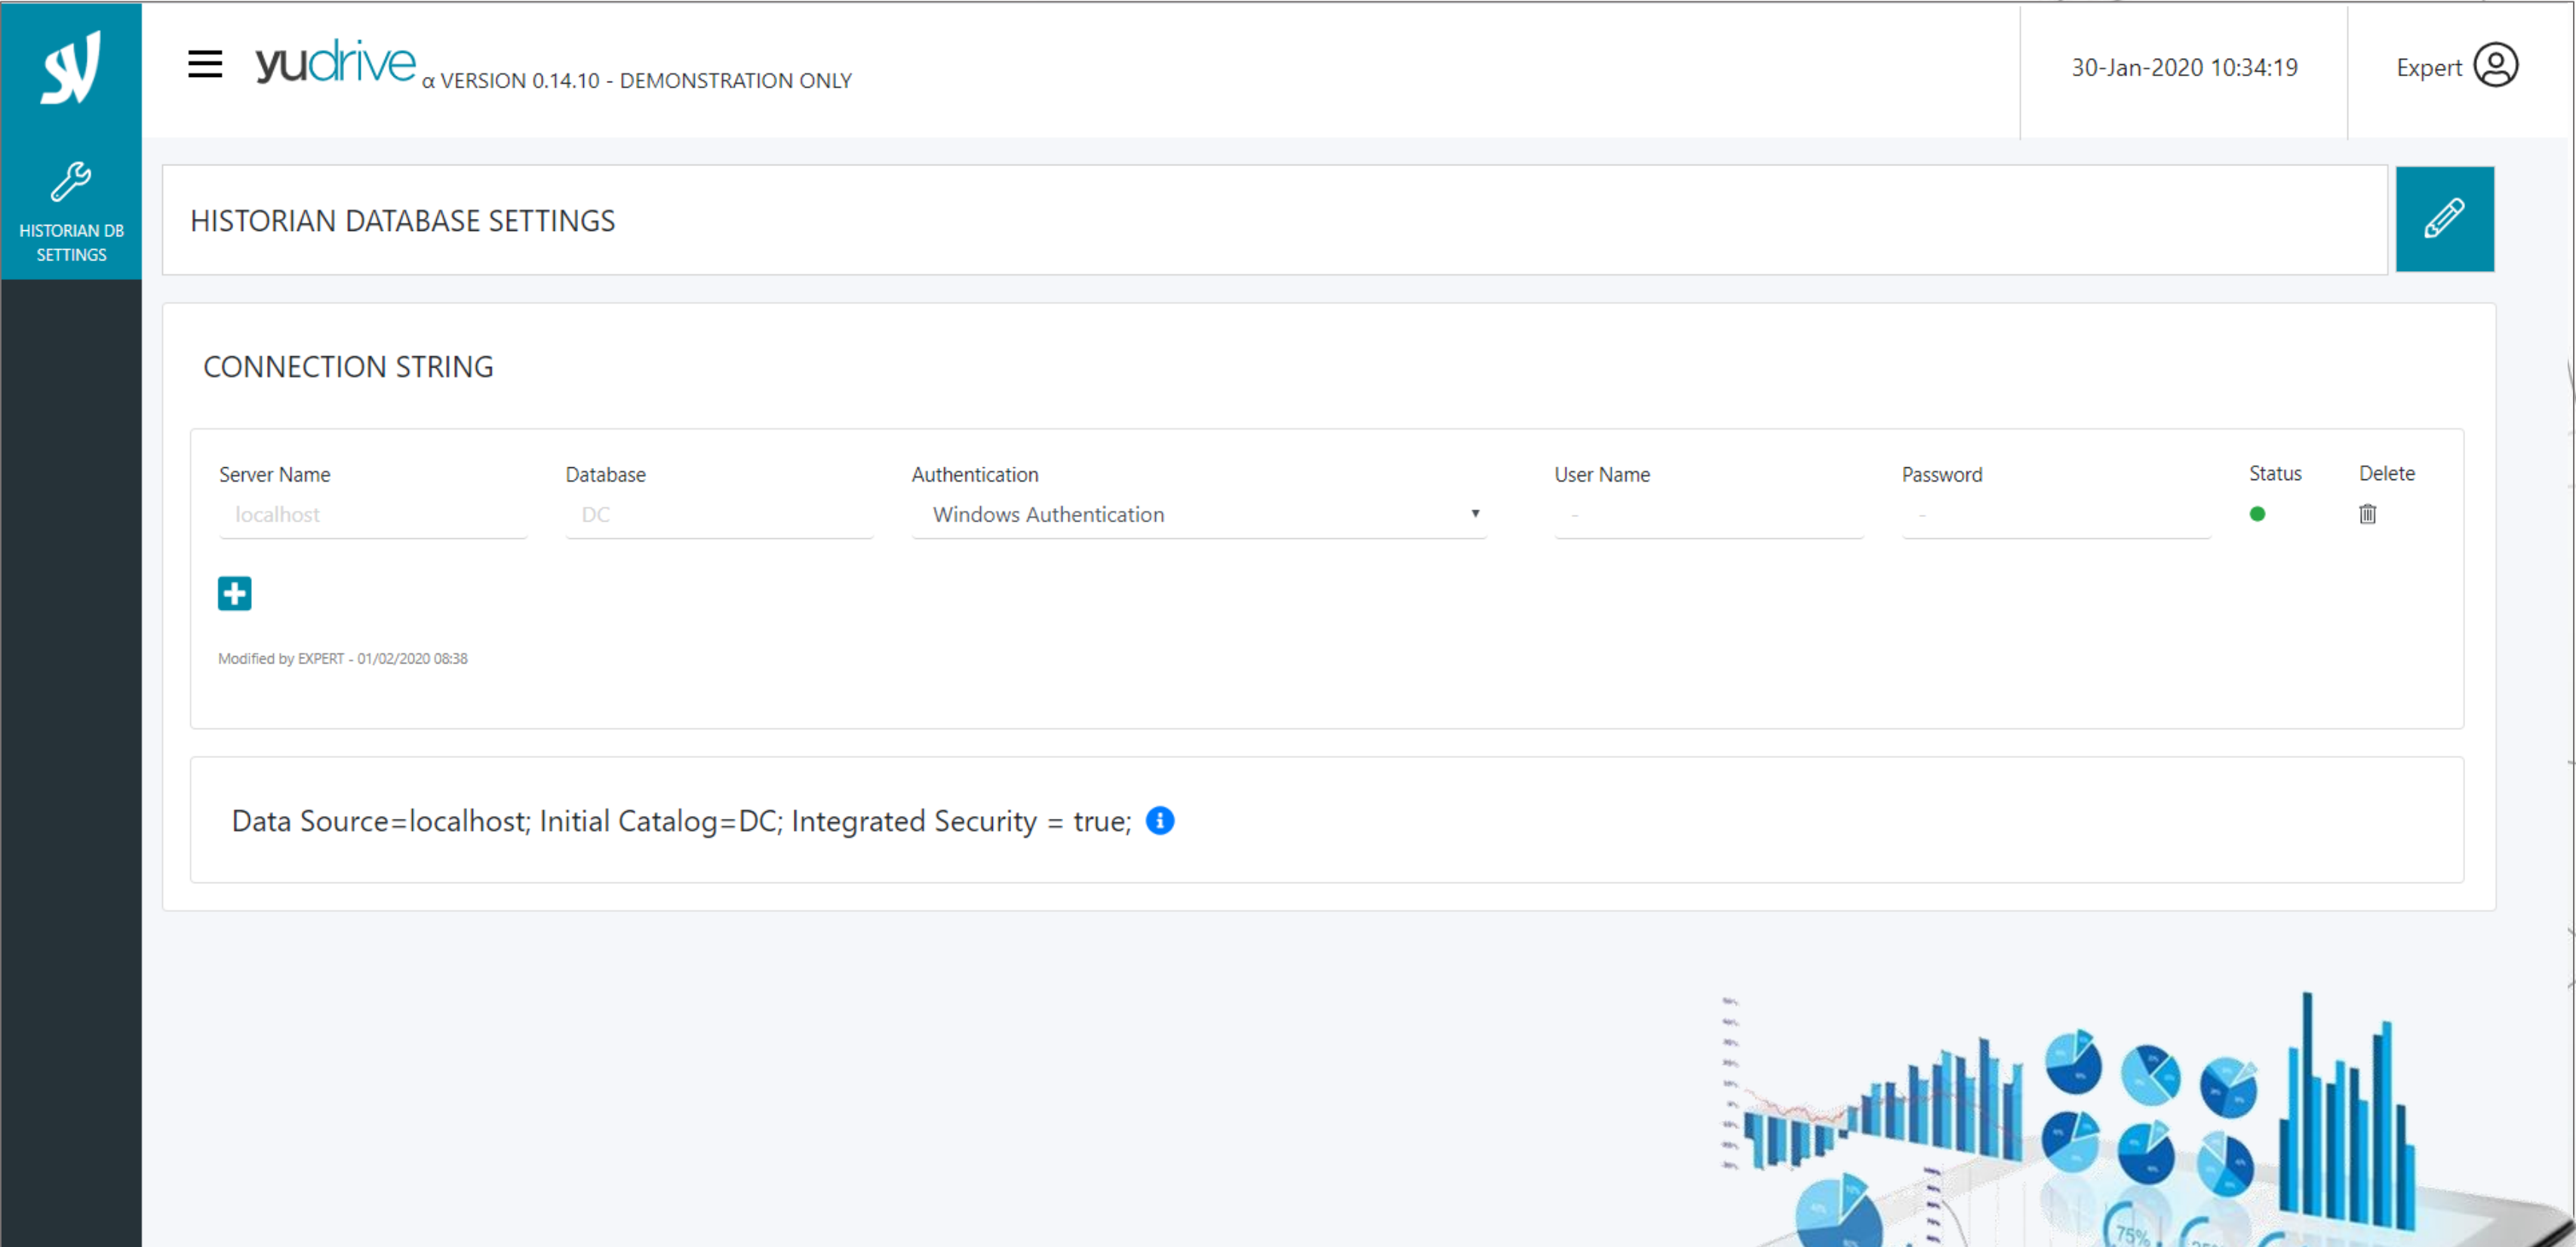 yudrive α VERSION 0.14.10 - DEMONSTRATION ONLY
30-Jan-2020 10:34:19
Expert
HISTORIAN DB
SETTINGS
HISTORIAN DATABASE SETTINGS
CONNECTION STRING
Server Name Database Authentication User Name Password Status Delete
localhost DC Windows Authentication - -
Modified by EXPERT - 01/02/2020 08:38
Data Source=localhost; Initial Catalog=DC; Integrated Security = true;
75%